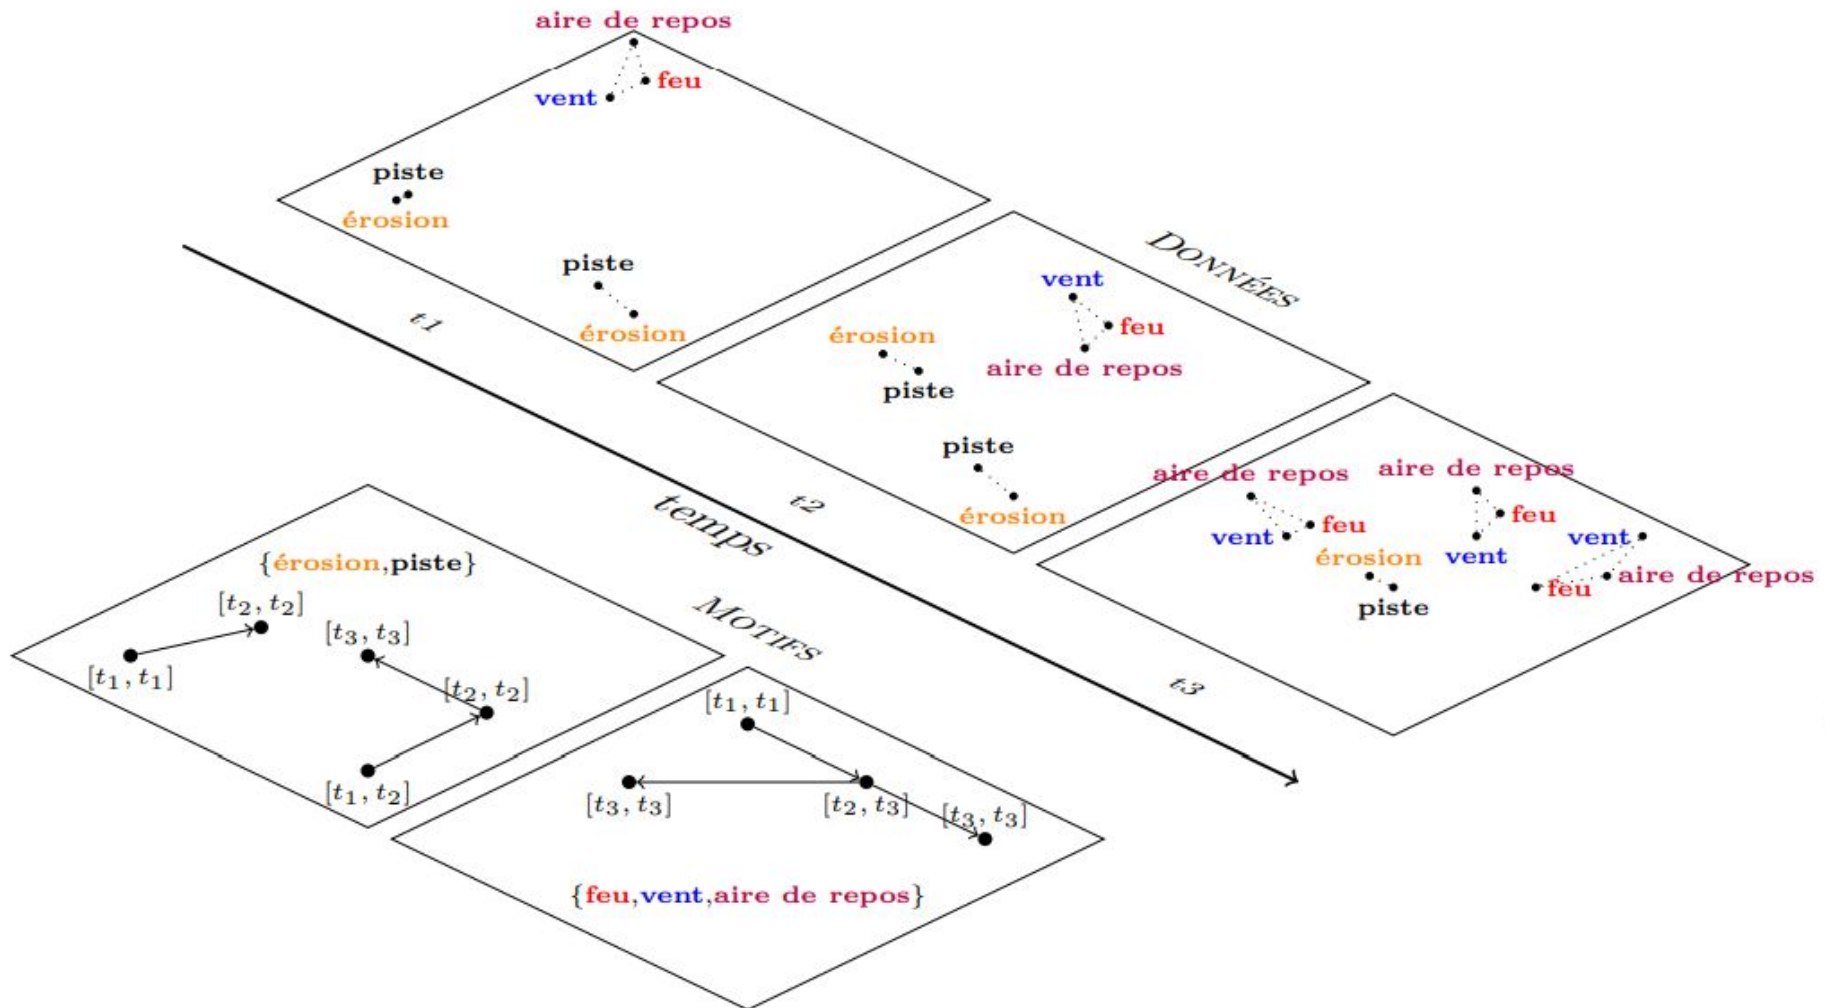 aire de repos
feu
vent
piste
érosion
piste
érosion
t1
DONNÉES
vent
feu
aire de repos
érosion
piste
piste
érosion
t2
temps
aire de repos
feu
vent
aire de repos
feu
vent
vent
aire de repos
feu
érosion
piste
t3
MOTIFS
{érosion,piste}
[t₂, t₂]
[t₁, t₁]
[t₃, t₃]
[t₂, t₂]
[t₁, t₂]
[t₁, t₁]
[t₃, t₃]
[t₂, t₃]
[t₃, t₃]
{feu,vent,aire de repos}